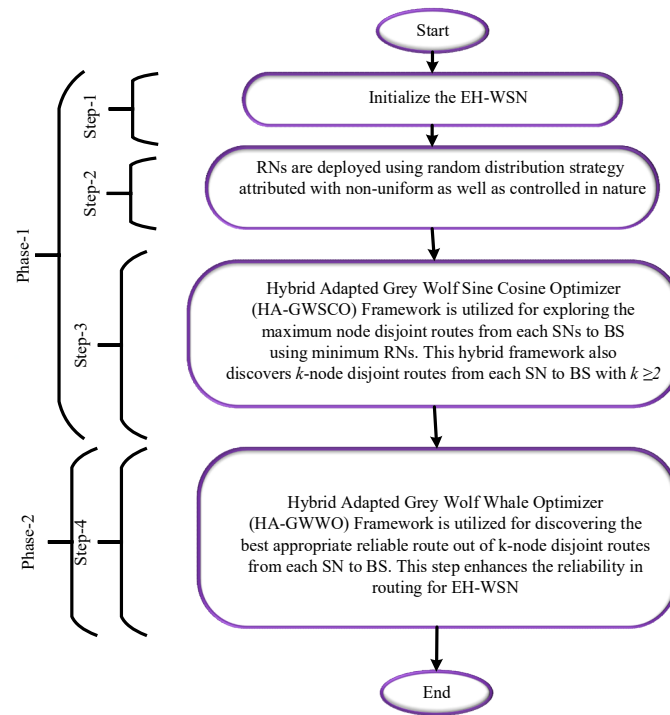 Start
Phase-1
Step-1
Initialize the EH-WSN
Step-2
RNs are deployed using random distribution strategy
attributed with non-uniform as well as controlled in nature
Step-3
Hybrid Adapted Grey Wolf Sine Cosine Optimizer
(HA-GWSCO) Framework is utilized for exploring the
maximum node disjoint routes from each SNs to BS
using minimum RNs. This hybrid framework also
discovers k-node disjoint routes from each SN to BS with k ≥2
Phase-2
Step-4
Hybrid Adapted Grey Wolf Whale Optimizer
(HA-GWWO) Framework is utilized for discovering the
best appropriate reliable route out of k-node disjoint routes
from each SN to BS. This step enhances the reliability in
routing for EH-WSN
End